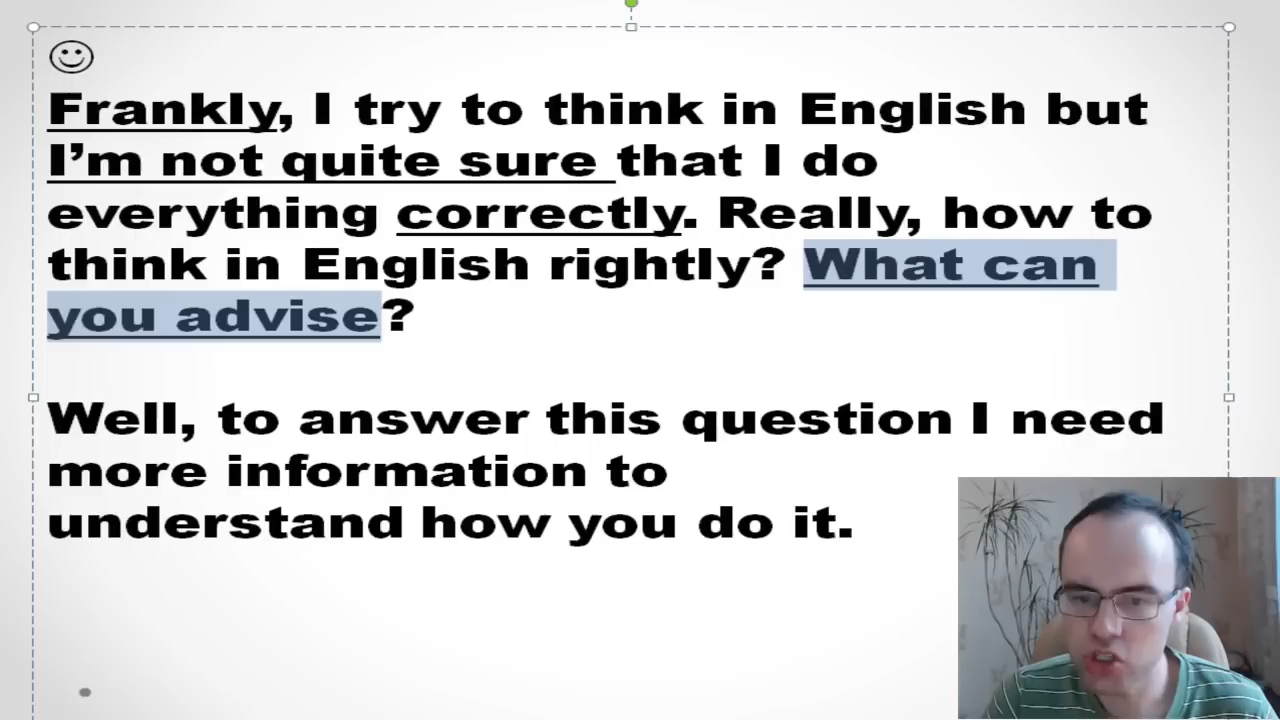 Frankly, I try to think in English but
I’m not quite sure that I do
everything correctly. Really, how to
think in English rightly? What can
you advise?
Well, to answer this question I need
more information to
understand how you do it.